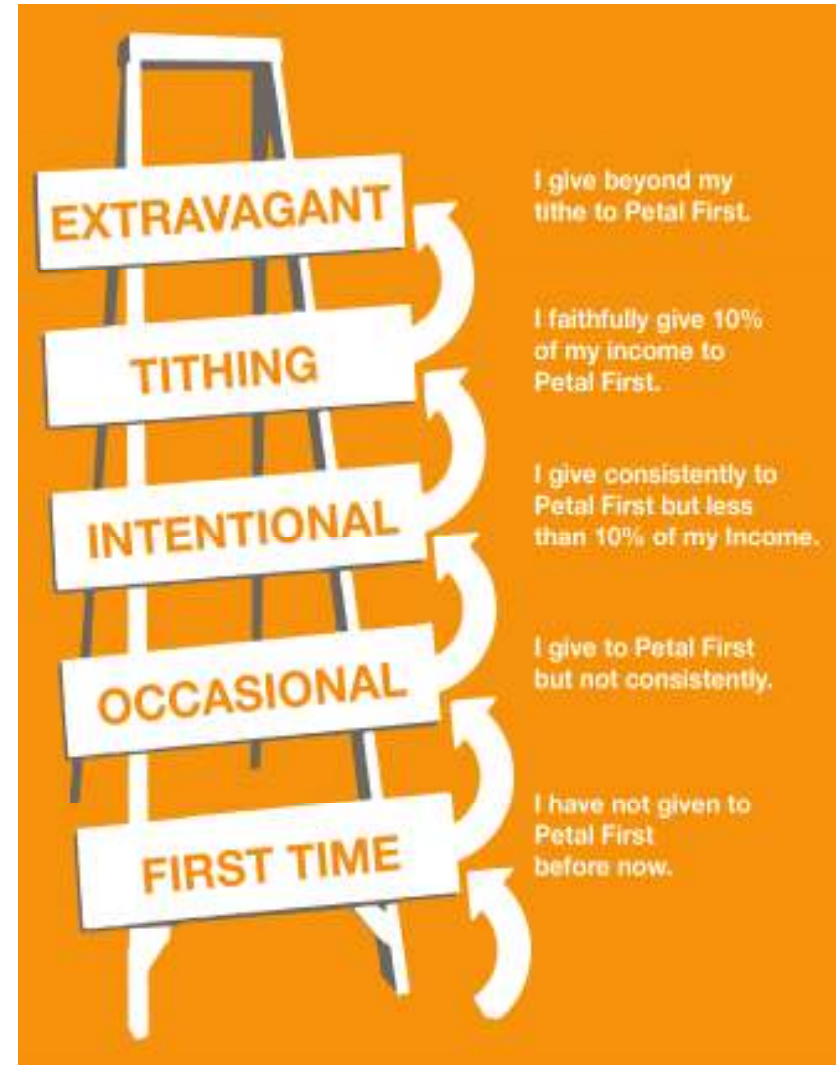 EXTRAVAGANT
I give beyond my
tithe to Petal First.
TITHING
I faithfully give 10%
of my income to
Petal First.
INTENTIONAL
I give consistently to
Petal First but less
than 10% of my Income.
OCCASIONAL
I give to Petal First
but not consistently.
FIRST TIME
I have not given to
Petal First
before now.